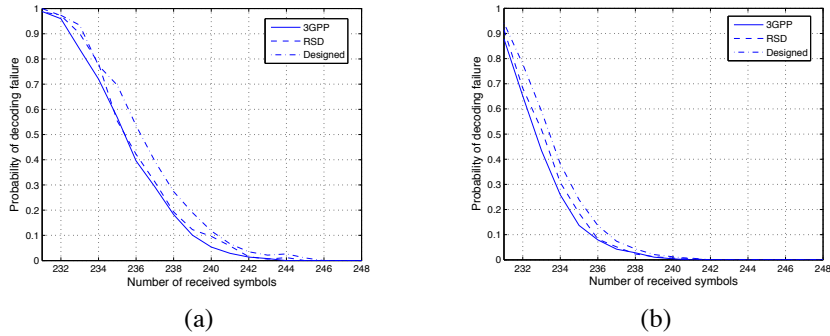 1
0.9
0.8
0.7
0.6
0.5
0.4
0.3
0.2
0.1
0
Probability of decoding failure
3GPP
RSD
Designed
232 234 236 238 240 242 244 246 248
Number of received symbols
(a)
1
0.9
0.8
0.7
0.6
0.5
0.4
0.3
0.2
0.1
0
Probability of decoding failure
3GPP
RSD
Designed
232 234 236 238 240 242 244 246 248
Number of received symbols
(b)